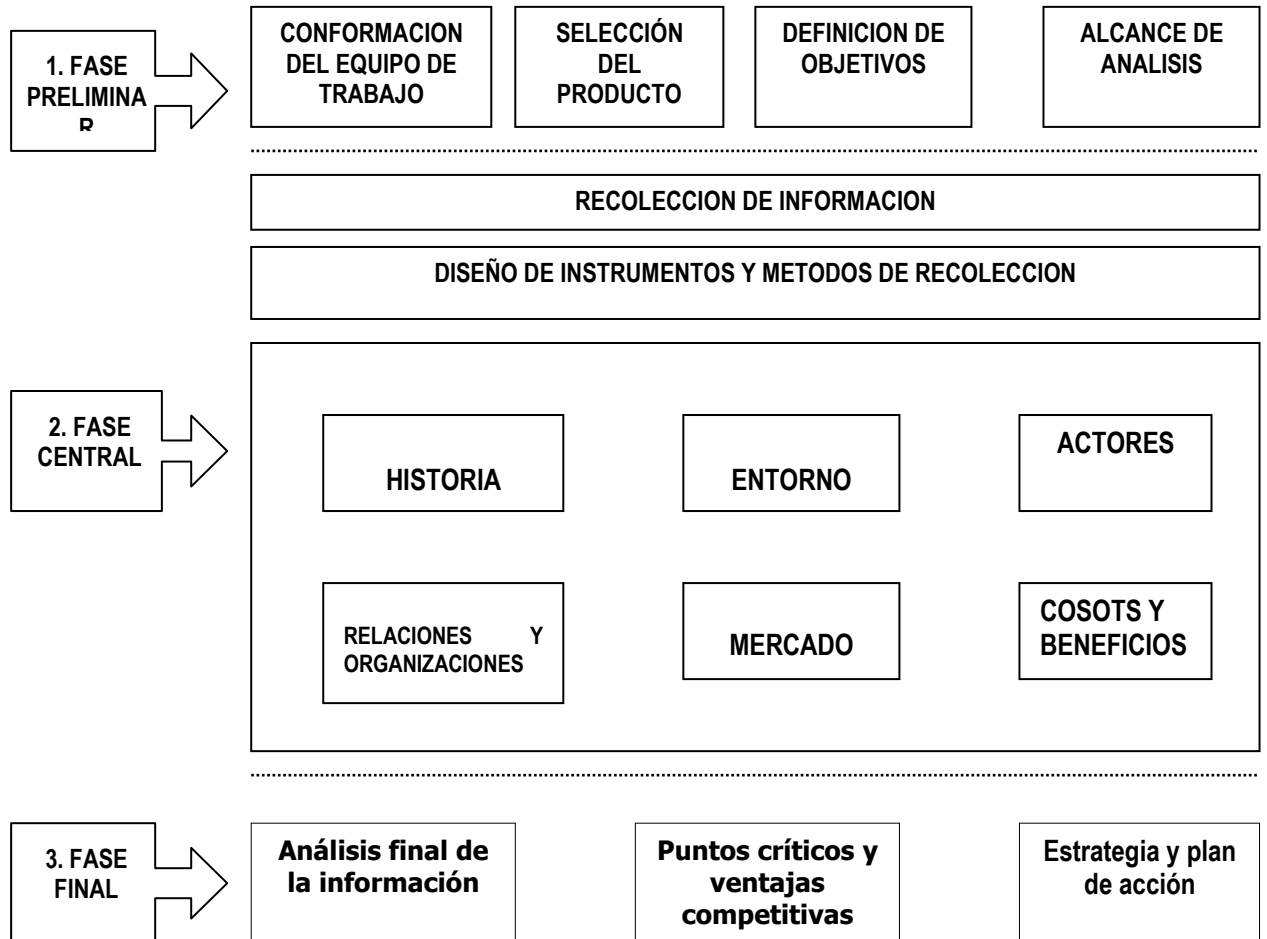 1. FASE
PRELIMINA
R
CONFORMACION
DEL EQUIPO DE
TRABAJO
SELECCIÓN
DEL
PRODUCTO
DEFINICION DE
OBJETIVOS
ALCANCE DE
ANALISIS
RECOLECCION DE INFORMACION
DISEÑO DE INSTRUMENTOS Y METODOS DE RECOLECCION
2. FASE
CENTRAL
HISTORIA
ENTORNO
ACTORES
RELACIONES Y
ORGANIZACIONES
MERCADO
COSOTS Y
BENEFICIOS
3. FASE
FINAL
Análisis final de
la información
Puntos críticos y
ventajas
competitivas
Estrategia y plan
de acción